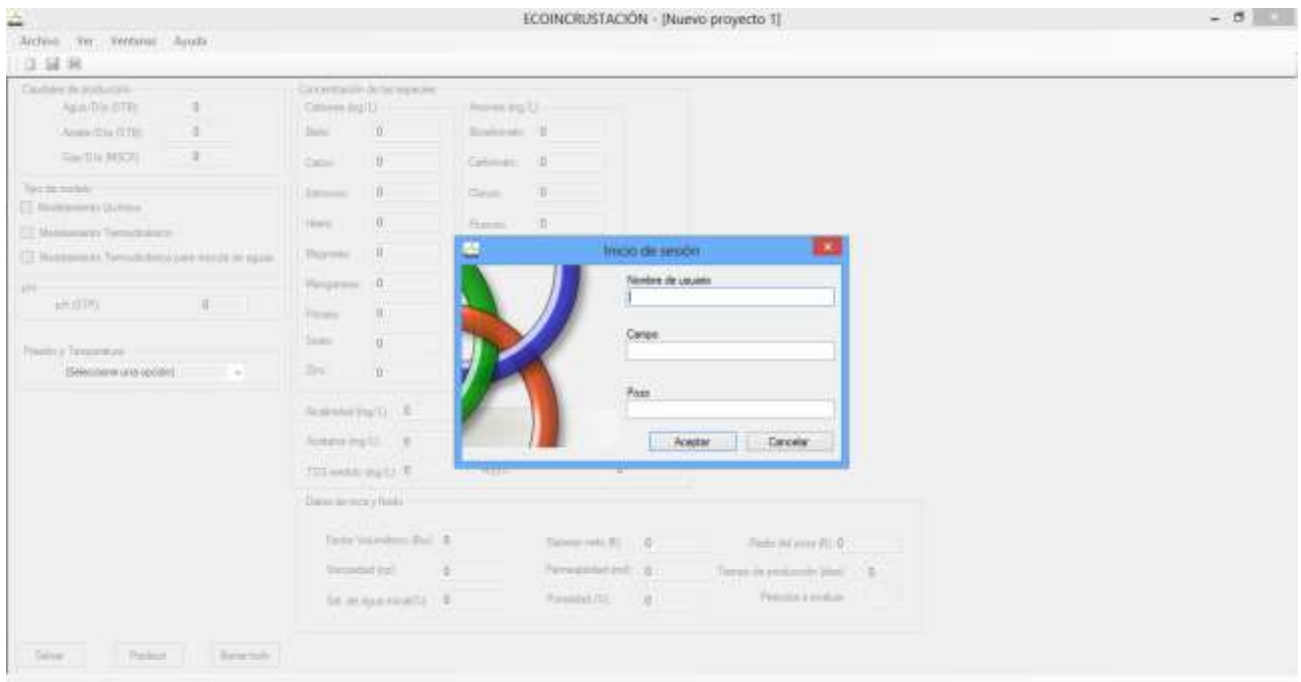 ECOINCRUSTACIÓN - [Nuevo proyecto 1]
Archivo Ver Ventanas Ayuda
Caudales de producción
Agua/Día (STB) 0
Aceite/Día (STB) 0
Gas/Día (MSCF) 0
Tipo de modelo
Modelamiento Químico
Modelamiento Termodinámico
Modelamiento Termodinámico para mezcla de aguas
pH
pH (STP) 0
Presión y Temperatura
(Seleccione una opción)
Concentración de las especies
Cationes (mg/L)
Bario: 0
Calcio: 0
Estroncio: 0
Hierro: 0
Magnesio: 0
Manganeso: 0
Potasio: 0
Sodio: 0
Zinc: 0
Aniones (mg/L)
Bicarbonato: 0
Carbonato: 0
Cloruro: 0
Fluoruro: 0
Alcalinidad (mg/L) 0
Acetatos (mg/L) 0
TDS medido (mg/L) 0
Inicio de sesión
Nombre de usuario
Campo
Pozo
Aceptar Cancelar
Datos de roca y fluido
Factor Volumétrico (Bw) 0 Espesor neto (ft) 0 Radio del pozo (ft) 0
Viscosidad (cp) 0 Permeabilidad (md) 0 Tiempo de producción (días) 0
Sat. de agua inicial(%) 0 Porosidad (%) 0 Periodos a evaluar
Salvar Predecir Borrar todo